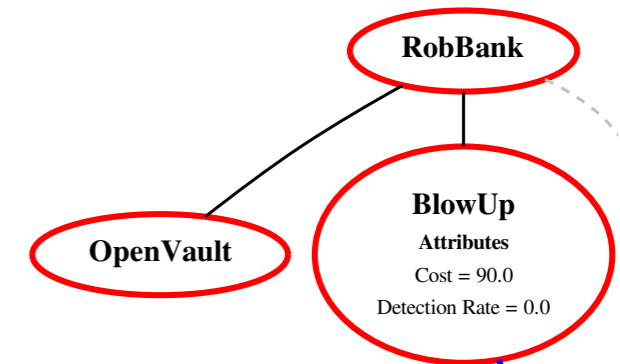 RobBank
OpenVault
BlowUp
Attributes
Cost = 90.0
Detection Rate = 0.0